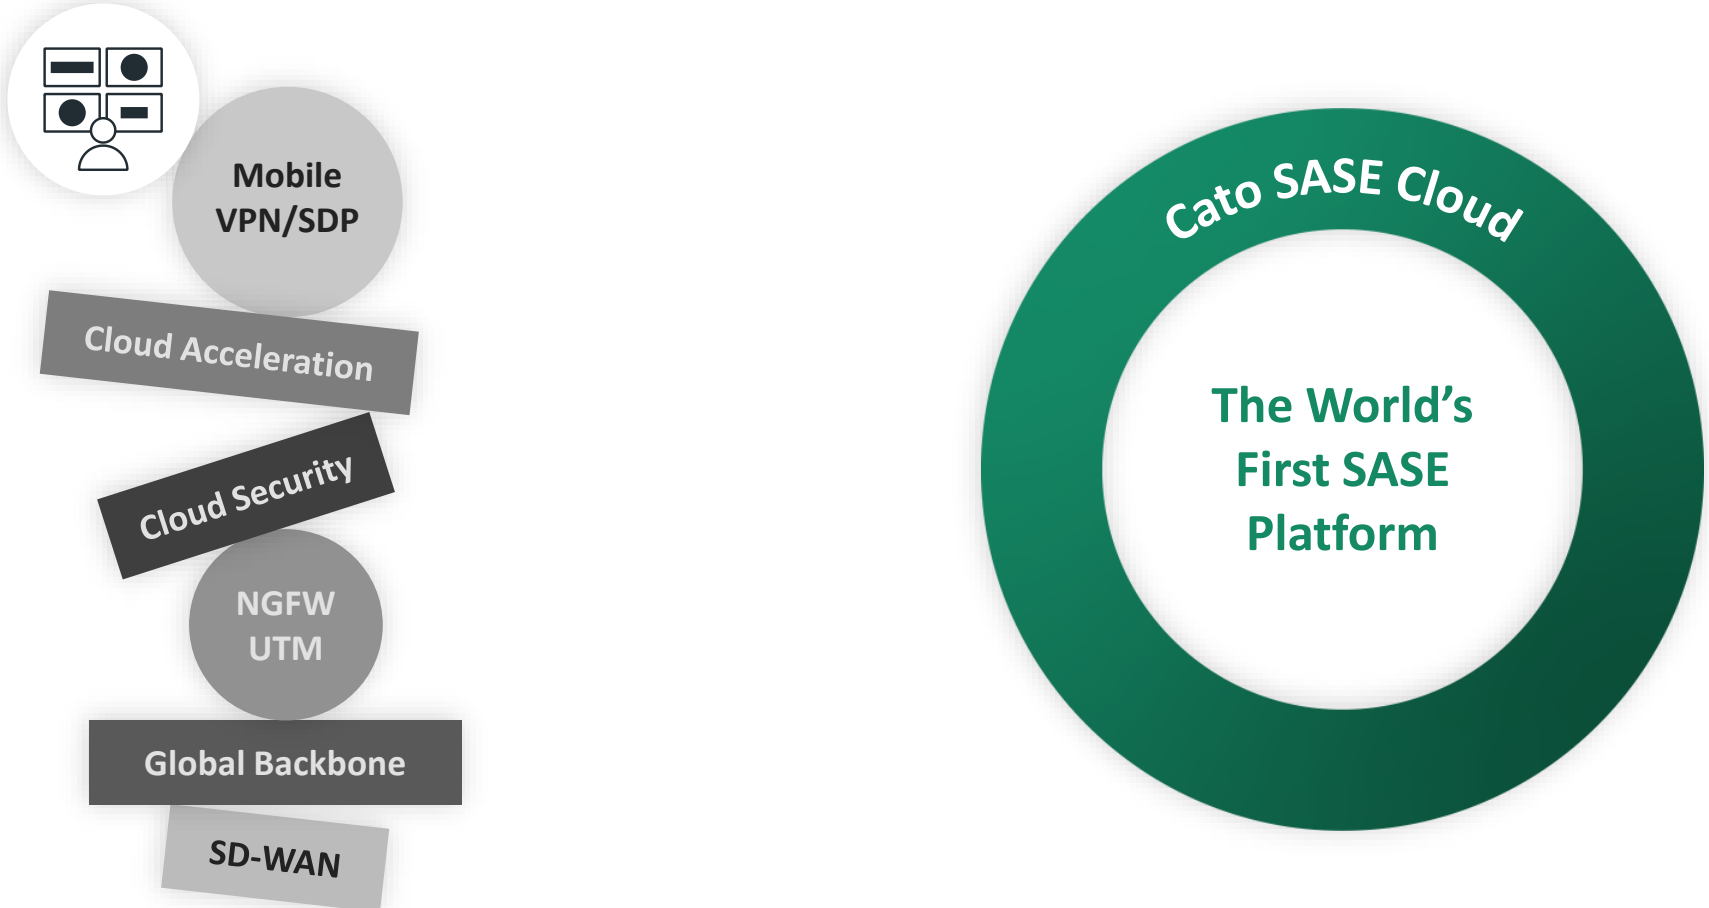 Mobile
VPN/SDP
Cloud Acceleration
Cloud Security
NGFW
UTM
Global Backbone
SD-WAN
Cato SASE Cloud
The World’s
First SASE
Platform